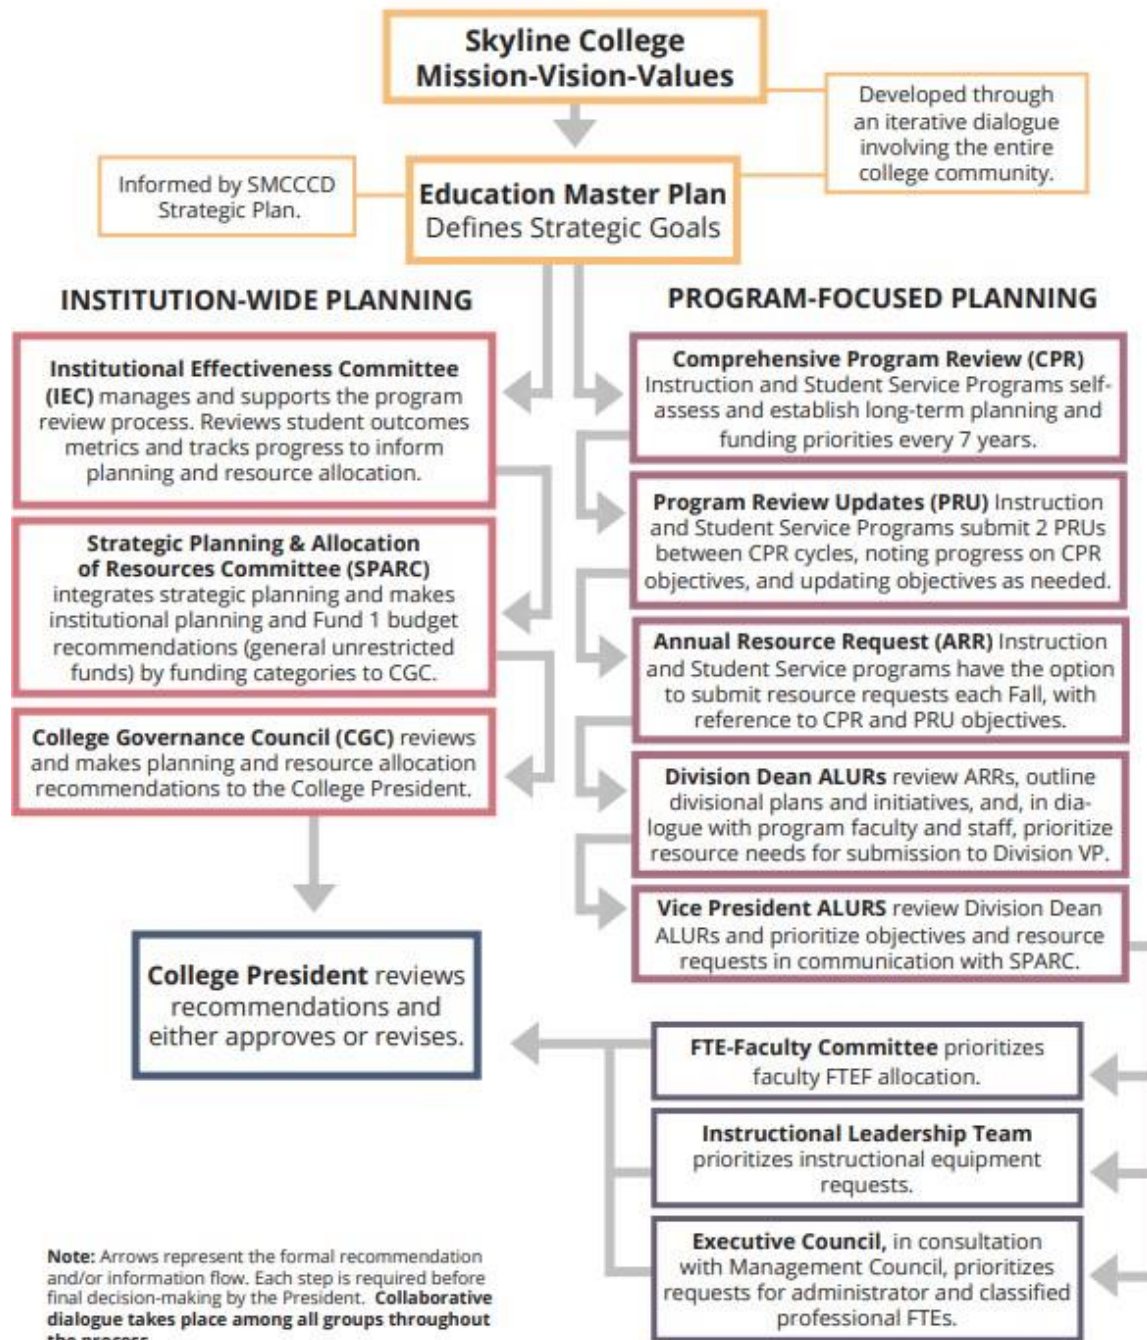 Skyline College
Mission-Vision-Values
Developed through
an iterative dialogue
involving the entire
college community.
Informed by SMCCCD
Strategic Plan.
Education Master Plan
Defines Strategic Goals
INSTITUTION-WIDE PLANNING
Institutional Effectiveness Committee
(IEC) manages and supports the program
review process. Reviews student outcomes
metrics and tracks progress to inform
planning and resource allocation.
Strategic Planning & Allocation
of Resources Committee (SPARC)
integrates strategic planning and makes
institutional planning and Fund 1 budget
recommendations (general unrestricted
funds) by funding categories to CGC.
College Governance Council (CGC) reviews
and makes planning and resource allocation
recommendations to the College President.
College President reviews
recommendations and
either approves or revises.
PROGRAM-FOCUSED PLANNING
Comprehensive Program Review (CPR)
Instruction and Student Service Programs self-
assess and establish long-term planning and
funding priorities every 7 years.
Program Review Updates (PRU) Instruction
and Student Service Programs submit 2 PRUs
between CPR cycles, noting progress on CPR
objectives, and updating objectives as needed.
Annual Resource Request (ARR) Instruction
and Student Service programs have the option
to submit resource requests each Fall, with
reference to CPR and PRU objectives.
Division Dean ALURs review ARRs, outline
divisional plans and initiatives, and, in dia-
logue with program faculty and staff, prioritize
resource needs for submission to Division VP.
Vice President ALURS review Division Dean
ALURs and prioritize objectives and resource
requests in communication with SPARC.
FTE-Faculty Committee prioritizes
faculty FTEF allocation.
Instructional Leadership Team
prioritizes instructional equipment
requests.
Executive Council, in consultation
with Management Council, prioritizes
requests for administrator and classified
professional FTEs.
Note: Arrows represent the formal recommendation
and/or information flow. Each step is required before
final decision-making by the President. Collaborative
dialogue takes place among all groups throughout
the process